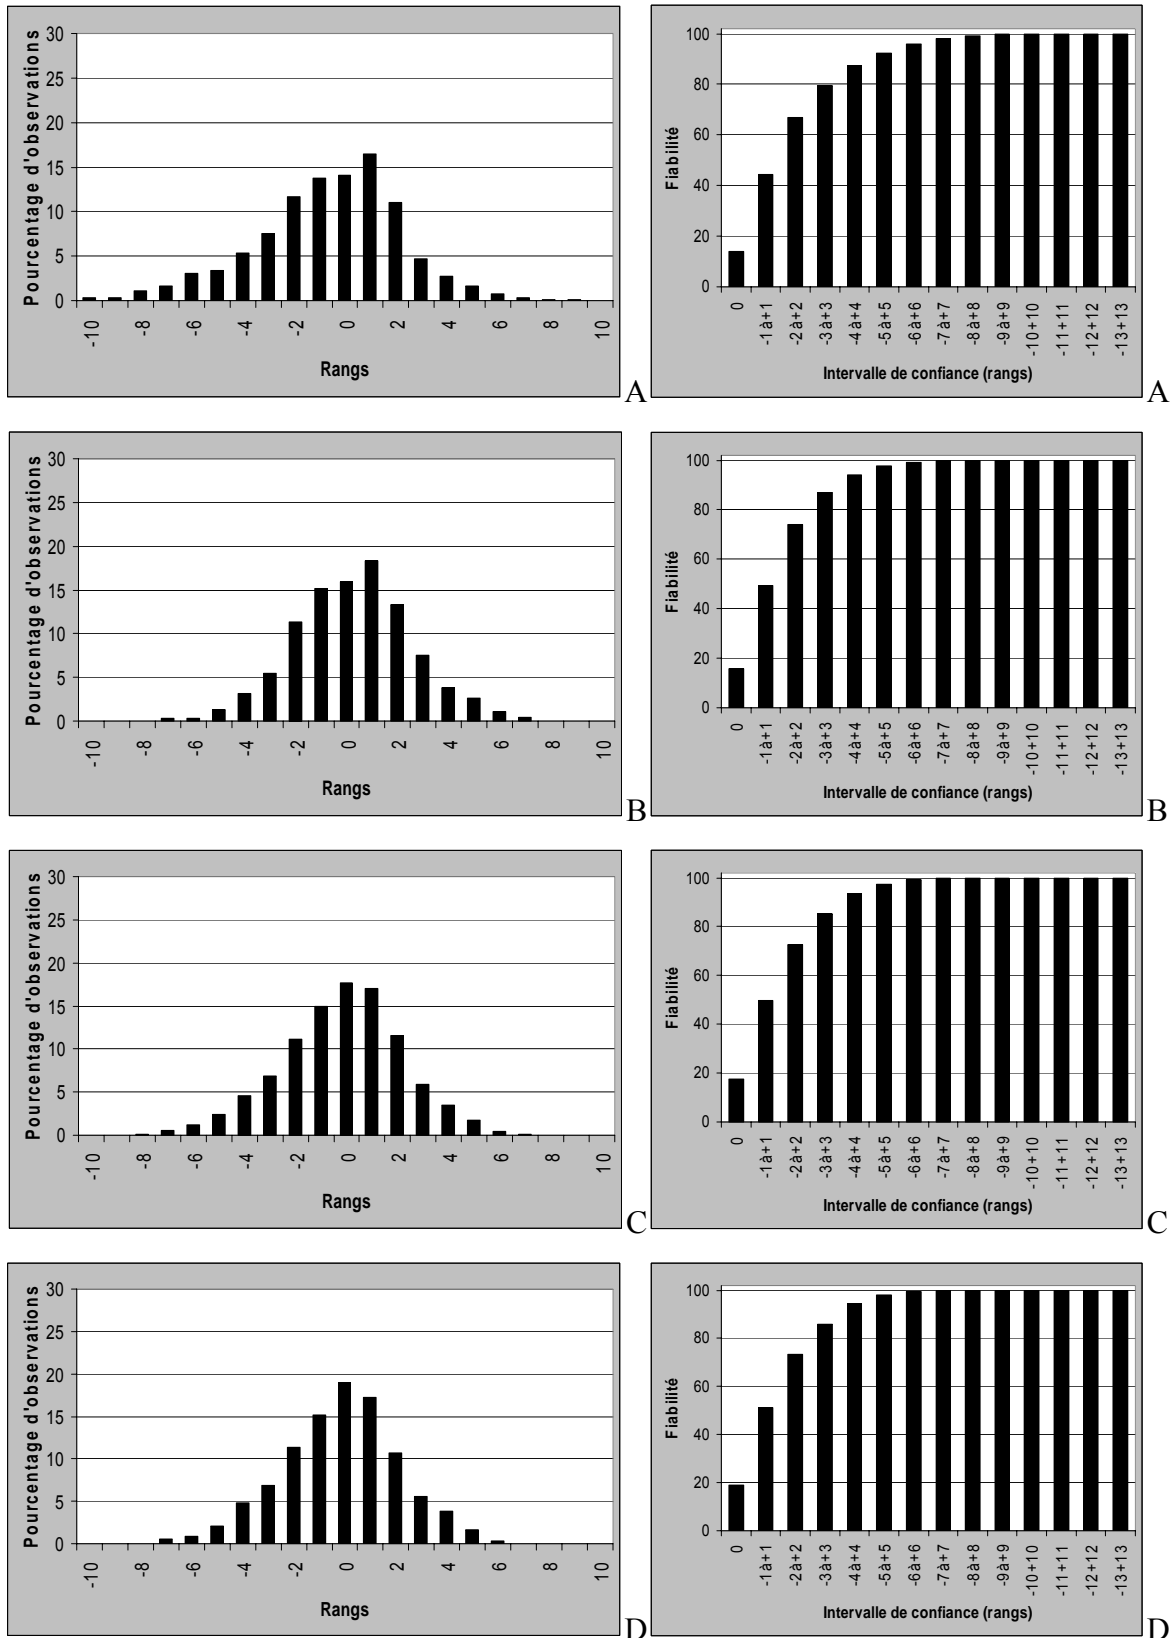 Pourcentage d'observations
30
25
20
15
10
5
0
-10 -8 -6 -4 -2 0 2 4 6 8 10
Rangs
A
Fiabilité
100
80
60
40
20
0
0 -1à+1 -2à+2 -3à+3 -4à+4 -5à+5 -6à+6 -7à+7 -8à+8 -9à+9 -10+10 -11+11 -12+12 -13+13
Intervalle de confiance (rangs)
A
Pourcentage d'observations
30
25
20
15
10
5
0
-10 -8 -6 -4 -2 0 2 4 6 8 10
Rangs
B
Fiabilité
100
80
60
40
20
0
0 -1à+1 -2à+2 -3à+3 -4à+4 -5à+5 -6à+6 -7à+7 -8à+8 -9à+9 -10+10 -11+11 -12+12 -13+13
Intervalle de confiance (rangs)
B
Pourcentage d'observations
30
25
20
15
10
5
0
-10 -8 -6 -4 -2 0 2 4 6 8 10
Rangs
C
Fiabilité
100
80
60
40
20
0
0 -1à+1 -2à+2 -3à+3 -4à+4 -5à+5 -6à+6 -7à+7 -8à+8 -9à+9 -10+10 -11+11 -12+12 -13+13
Intervalle de confiance (rangs)
C
Pourcentage d'observations
30
25
20
15
10
5
0
-10 -8 -6 -4 -2 0 2 4 6 8 10
Rangs
D
Fiabilité
100
80
60
40
20
0
0 -1à+1 -2à+2 -3à+3 -4à+4 -5à+5 -6à+6 -7à+7 -8à+8 -9à+9 -10+10 -11+11 -12+12 -13+13
Intervalle de confiance (rangs)
D